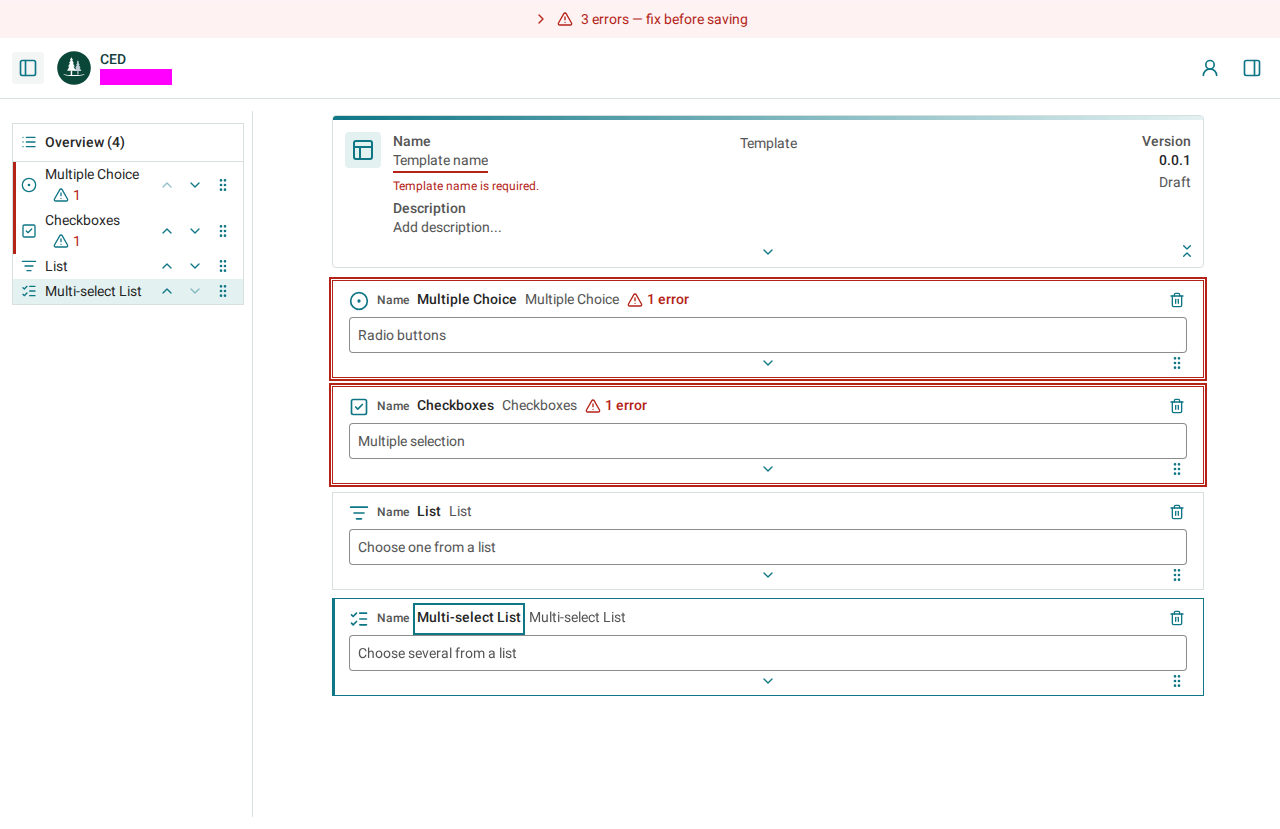 3 errors — fix before saving
CED
Overview (4)
Multiple Choice
1
Checkboxes
1
List
Multi-select List
Name
Template name
Template name is required.
Description
Add description...
Template
Version
0.0.1
Draft
Name Multiple Choice Multiple Choice 1 error
Radio buttons
Name Checkboxes Checkboxes 1 error
Multiple selection
Name List List
Choose one from a list
Name Multi-select List Multi-select List
Choose several from a list